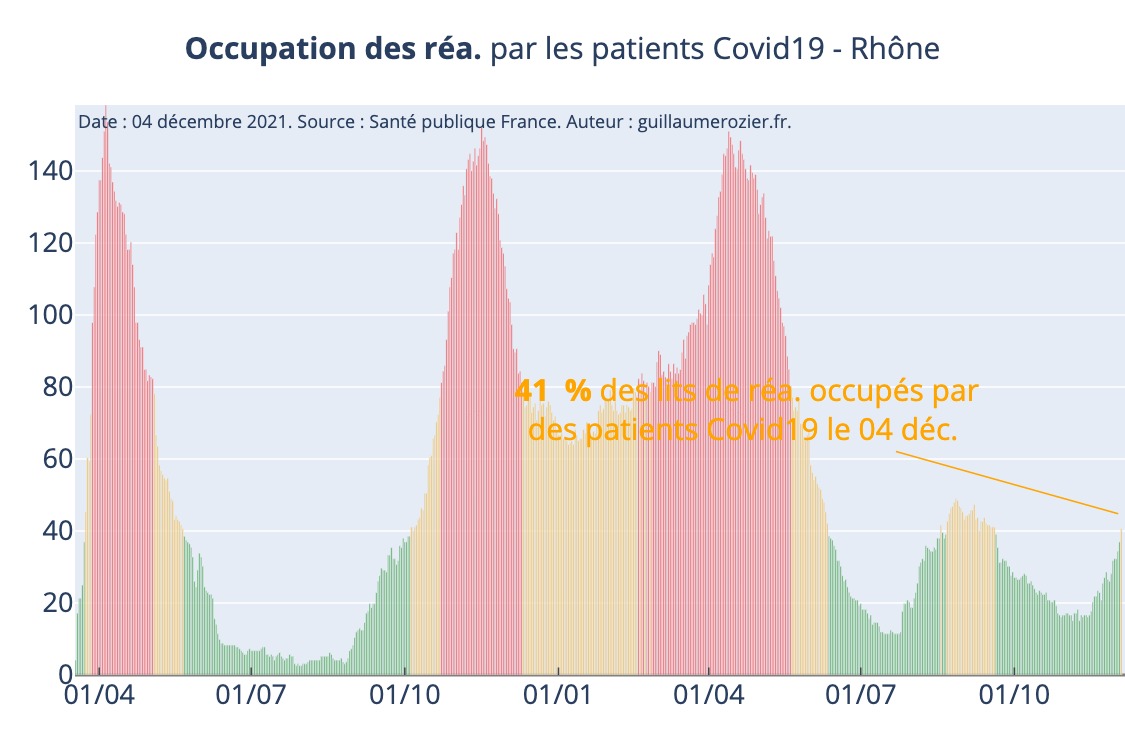 Occupation des réa. par les patients Covid19 - Rhône
Date : 04 décembre 2021. Source : Santé publique France. Auteur : guillaumerozier.fr.
140
120
100
80
41 % des lits de réa. occupés par
des patients Covid19 le 04 déc.
60
40
20
0
01/04 01/07 01/10 01/01 01/04 01/07 01/10